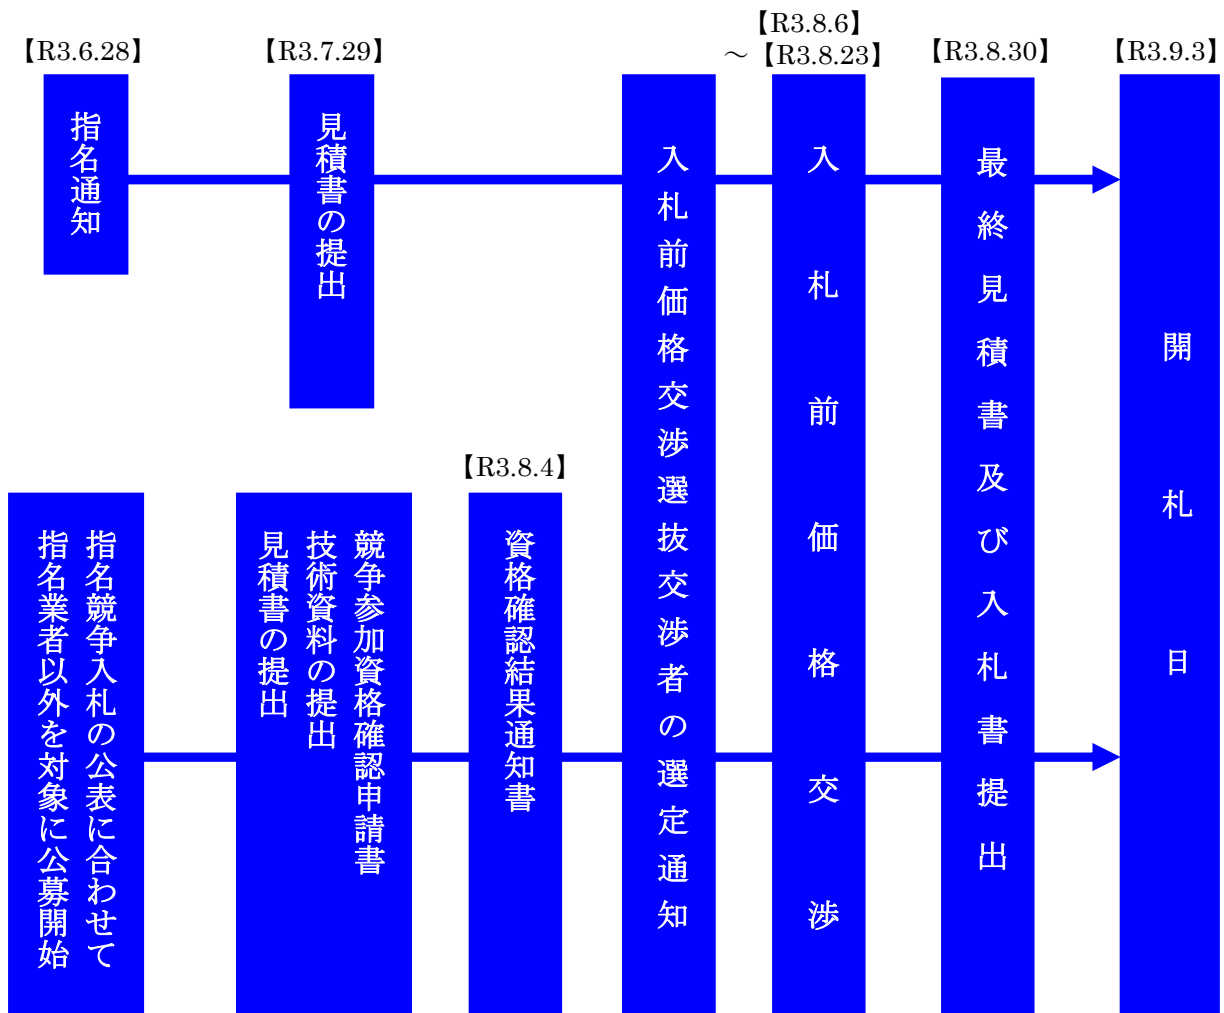 【R3.6.28】
指名通知
【R3.7.29】
見積書の提出
入札前価格交渉選抜交渉者の選定通知
【R3.8.6】
～【R3.8.23】
入札前価格交渉
【R3.8.30】
最終見積書及び入札書提出
【R3.9.3】
開札日
指名競争入札の公表に合わせて
指名業者以外を対象に公募開始
競争参加資格確認申請書
技術資料の提出
見積書の提出
【R3.8.4】
資格確認結果通知書